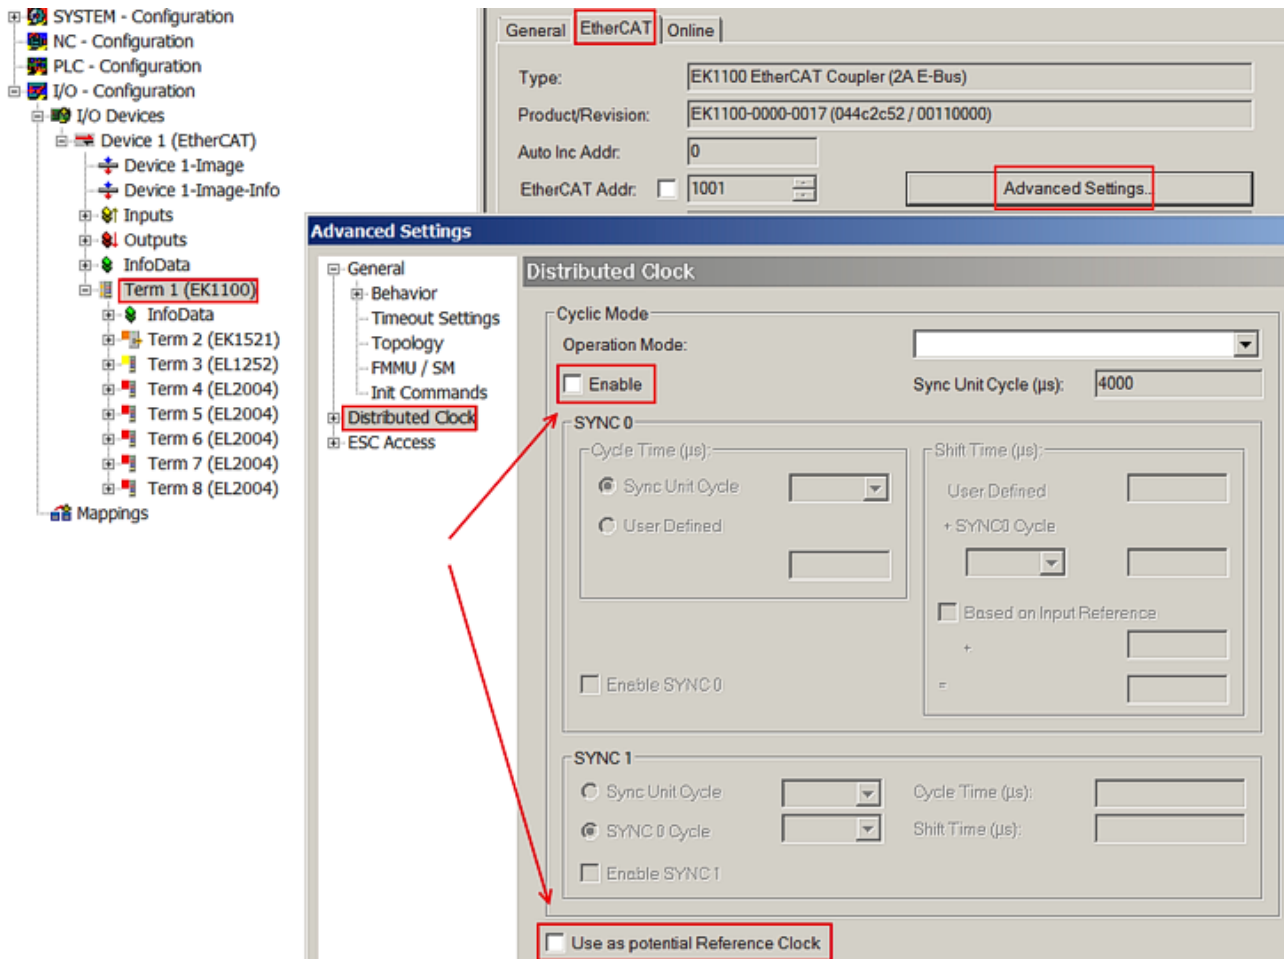 SYSTEM - Configuration
NC - Configuration
PLC - Configuration
I/O - Configuration
I/O Devices
Device 1 (EtherCAT)
Device 1-Image
Device 1-Image-Info
Inputs
Outputs
InfoData
Term 1 (EK1100)
InfoData
Term 2 (EK1521)
Term 3 (EL1252)
Term 4 (EL2004)
Term 5 (EL2004)
Term 6 (EL2004)
Term 7 (EL2004)
Term 8 (EL2004)
Mappings
General EtherCAT Online
Type: EK1100 EtherCAT Coupler (2A E-Bus)
Product/Revision: EK1100-0000-0017 (044c2c52 / 00110000)
Auto Inc Addr: 0
EtherCAT Addr: 1001 Advanced Settings..
Advanced Settings
General
Behavior
Timeout Settings
Topology
FMMU / SM
Init Commands
Distributed Clock
ESC Access
Distributed Clock
Cyclic Mode
Operation Mode:
Enable Sync Unit Cycle (µs): 4000
SYNC 0
Cycle Time (µs):
Sync Unit Cycle
User Defined
Shift Time (µs):
User Defined
+ SYNC0 Cycle
Based on Input Reference
+
=
Enable SYNC 0
SYNC 1
Sync Unit Cycle Cycle Time (µs):
SYNC 0 Cycle Shift Time (µs):
Enable SYNC 1
Use as potential Reference Clock